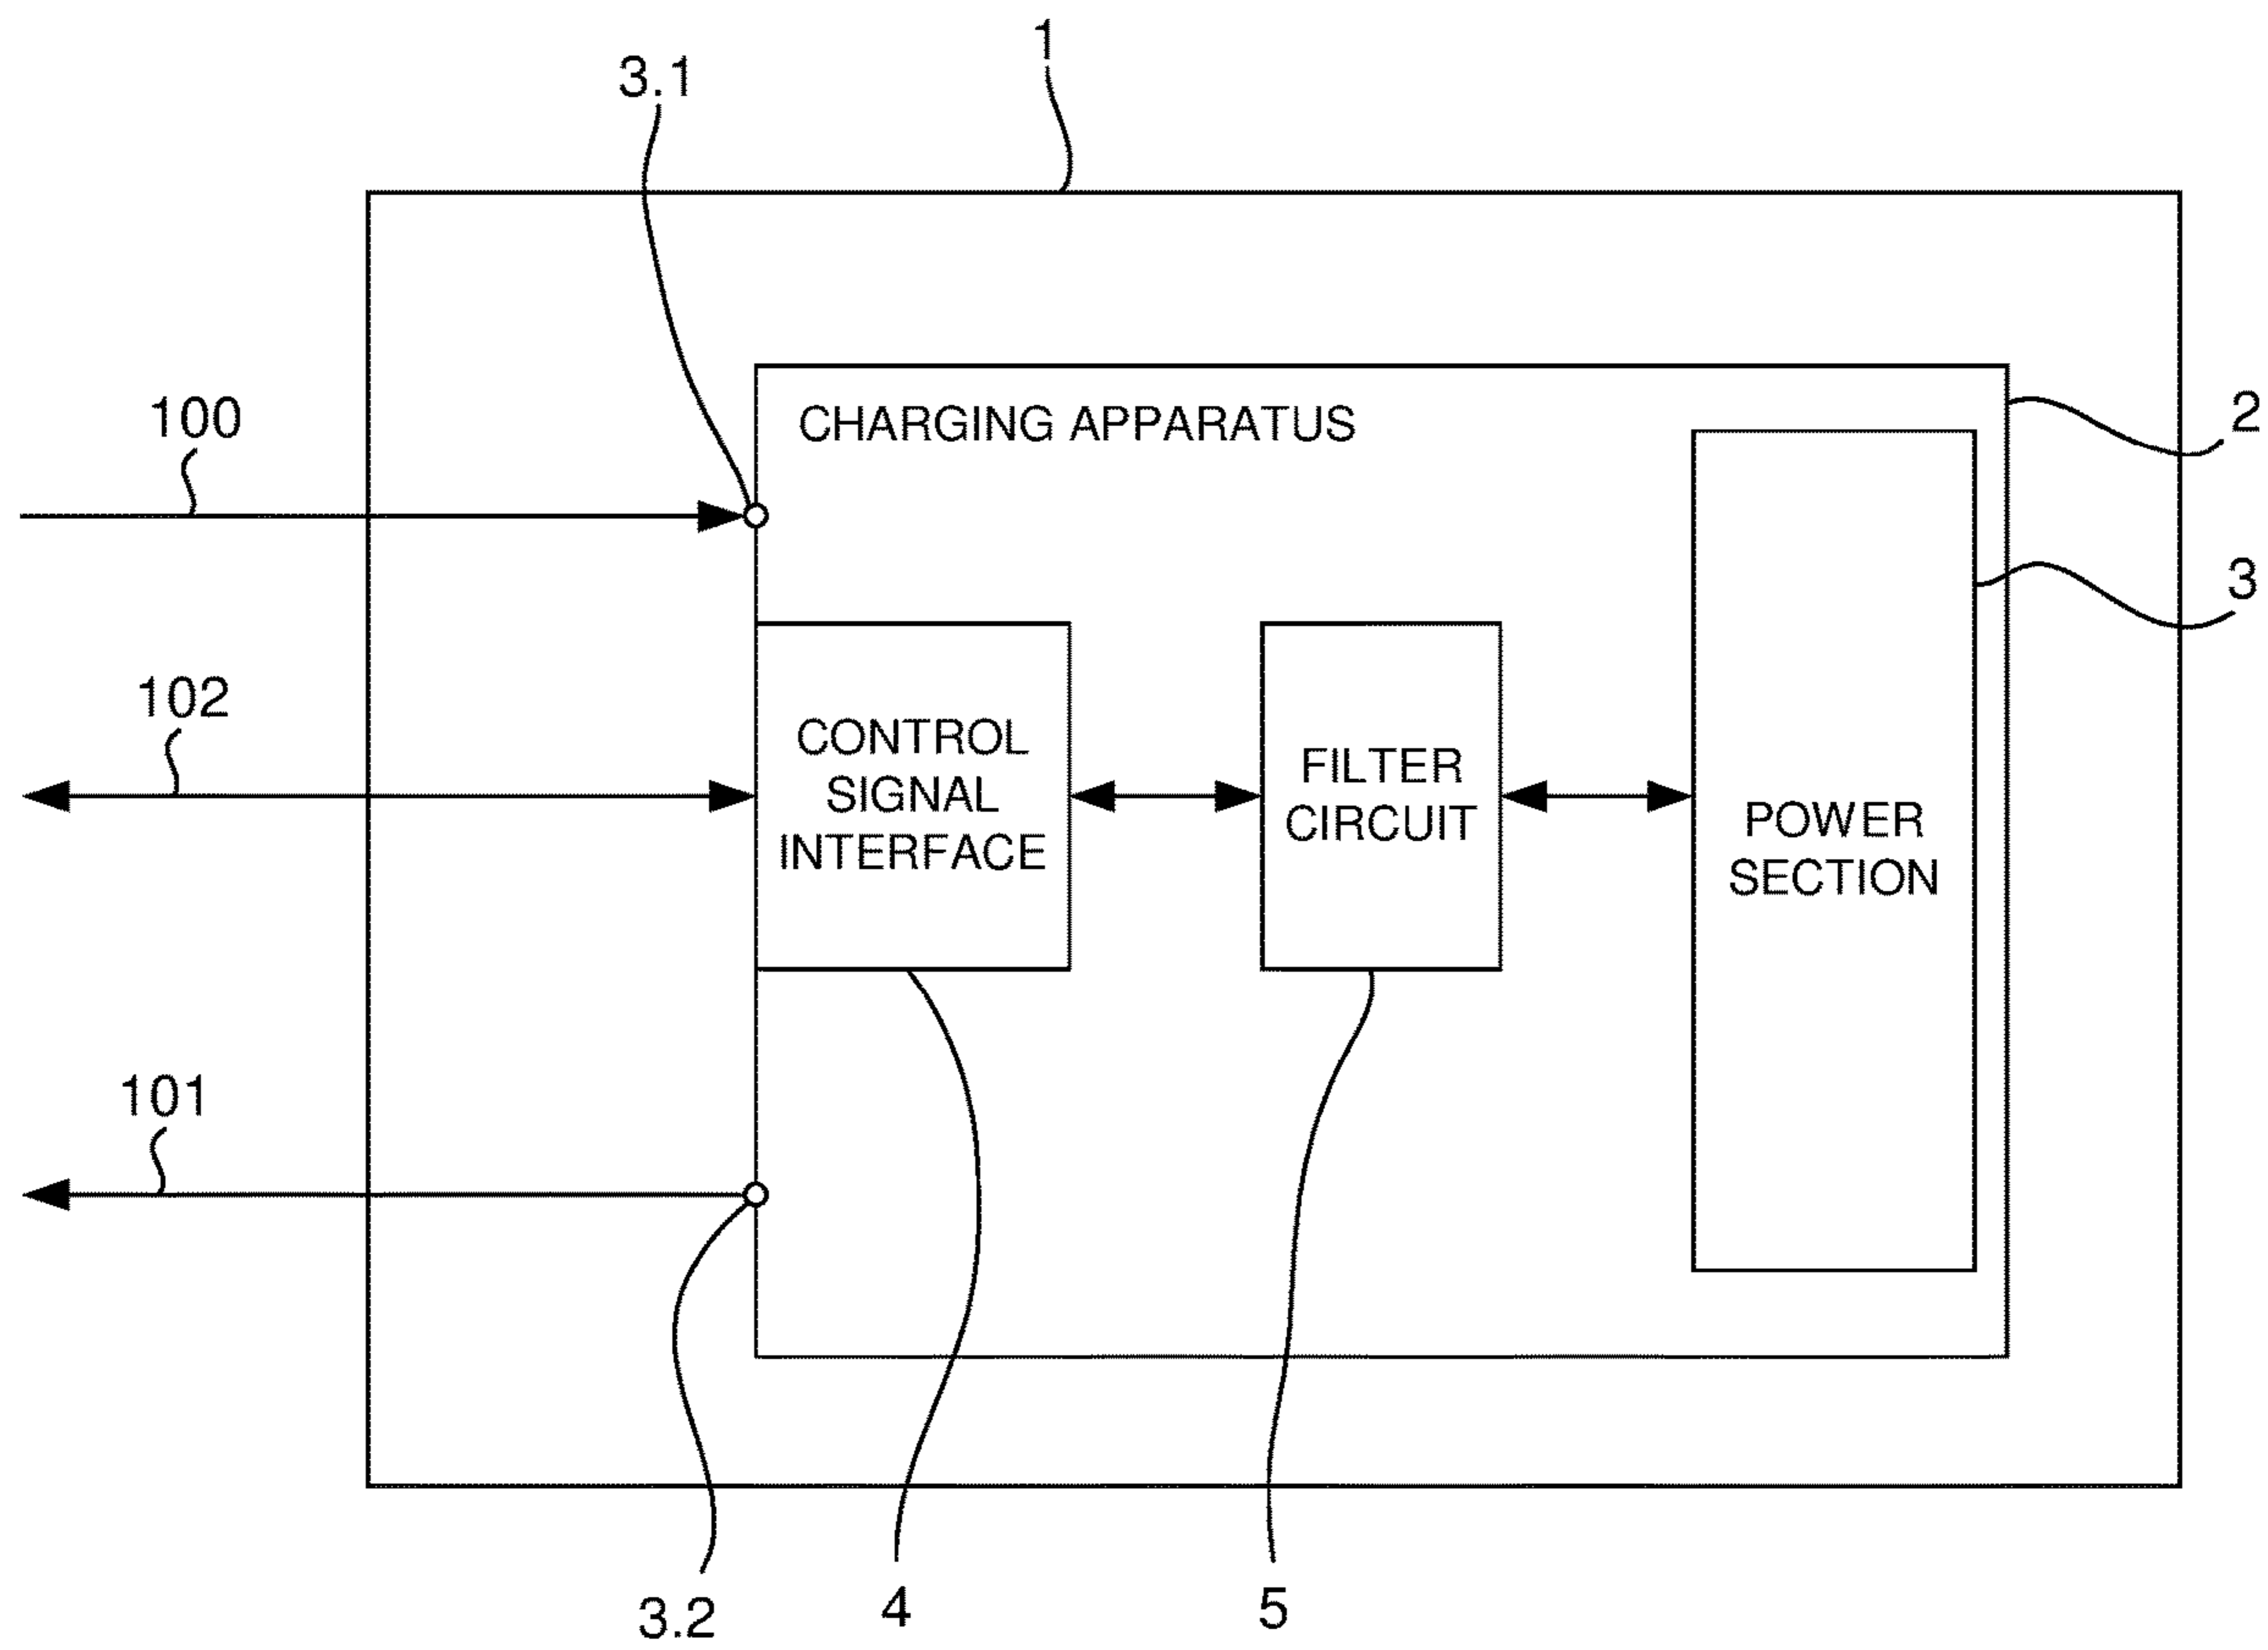 1
3.1
100
CHARGING APPARATUS
2
3
102
CONTROL
SIGNAL
INTERFACE
FILTER
CIRCUIT
POWER
SECTION
101
3.2
4
5